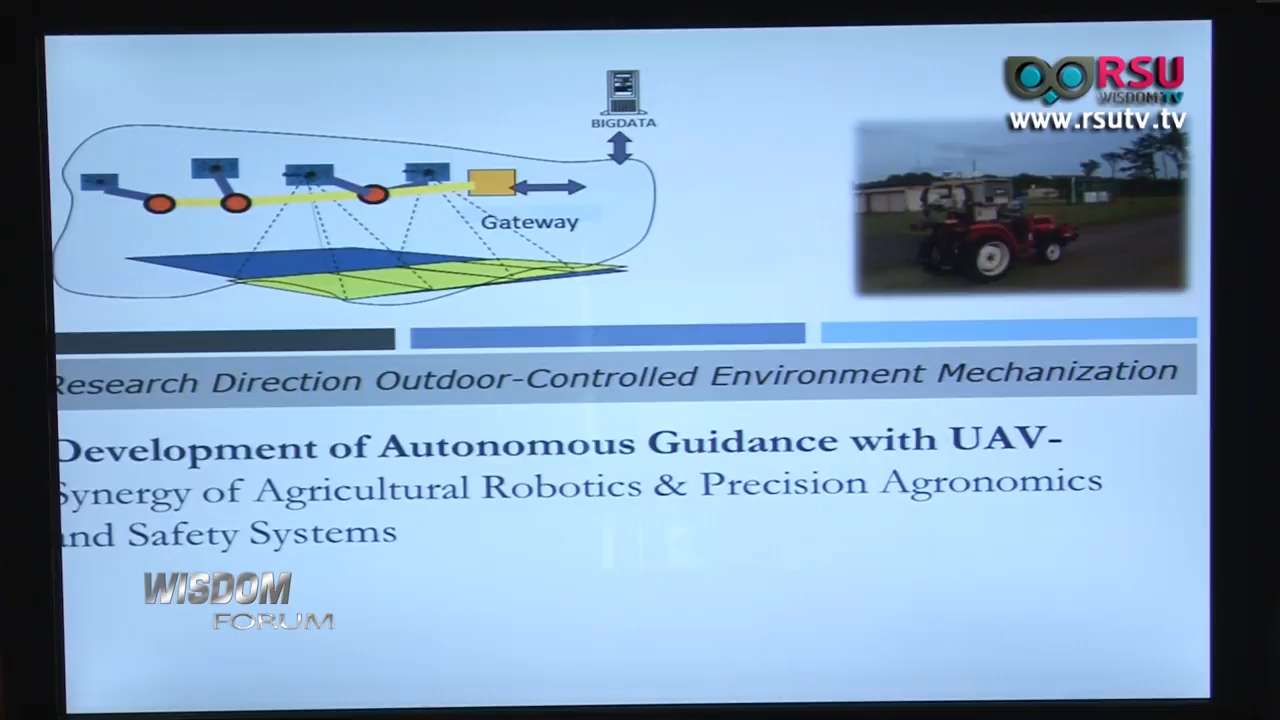 RSU
WISDOM TV
www.rsutv.tv
BIGDATA
Gateway
Research Direction Outdoor-Controlled Environment Mechanization
Development of Autonomous Guidance with UAV-
Synergy of Agricultural Robotics & Precision Agronomics
and Safety Systems
WISDOM
FORUM